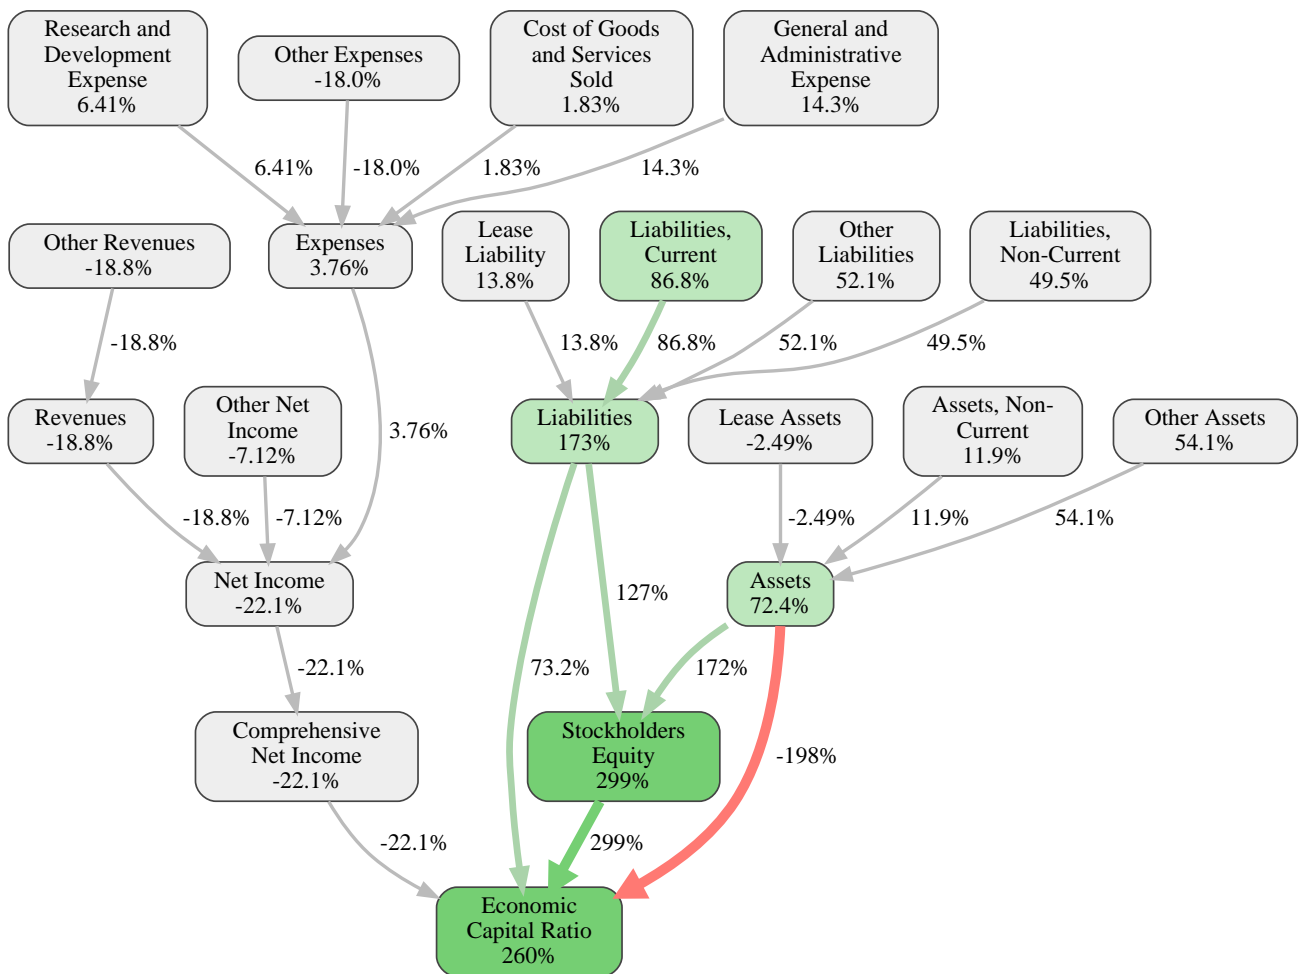 Research and
Development
Expense
6.41%
Other Expenses
-18.0%
Cost of Goods
and Services
Sold
1.83%
General and
Administrative
Expense
14.3%
6.41%
-18.0%
1.83%
14.3%
Other Revenues
-18.8%
Expenses
3.76%
Lease
Liability
13.8%
Liabilities,
Current
86.8%
Other
Liabilities
52.1%
Liabilities,
Non-Current
49.5%
-18.8%
13.8%
86.8%
52.1%
49.5%
Revenues
-18.8%
Other Net
Income
-7.12%
3.76%
Liabilities
173%
Lease Assets
-2.49%
Assets, Non-
Current
11.9%
Other Assets
54.1%
-18.8%
-7.12%
-2.49%
11.9%
54.1%
Net Income
-22.1%
127%
Assets
72.4%
-22.1%
73.2%
172%
Comprehensive
Net Income
-22.1%
Stockholders
Equity
299%
-198%
-22.1%
299%
Economic
Capital Ratio
260%